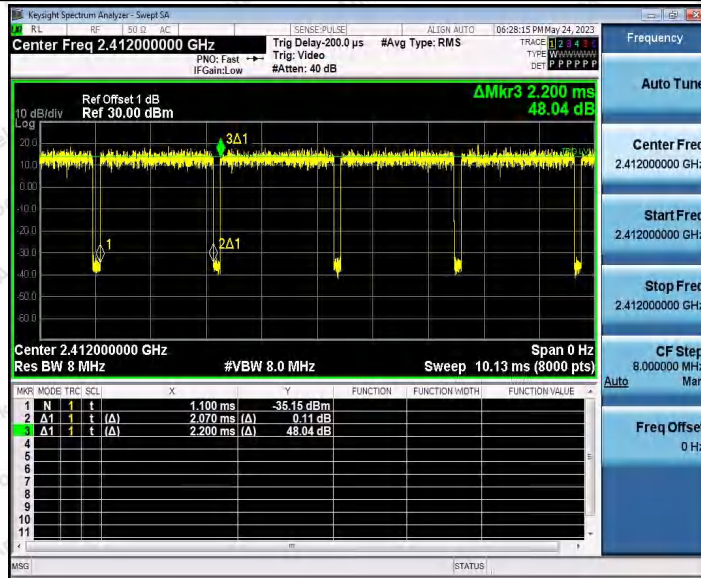 Keysight Spectrum Analyzer - Swept SA
RL RF 50 Ω AC SENSE:PULSE ALIGN AUTO 06:28:15 PM May 24, 2023
Center Freq 2.412000000 GHz
PNO: Fast
IFGain:Low
Trig Delay-200.0 µs
Trig: Video
#Atten: 40 dB
#Avg Type: RMS
TRACE 1 2 3 4 5 6
TYPE WWWWWW
DET P P P P P P
Ref Offset 1 dB
10 dB/div Ref 30.00 dBm
Log
ΔMkr3 2.200 ms
48.04 dB
20.0
10.0
0.00
-10.0
-20.0
-30.0
-40.0
-50.0
-60.0
3Δ1
1
2Δ1
Center 2.412000000 GHz Span 0 Hz
Res BW 8 MHz #VBW 8.0 MHz Sweep 10.13 ms (8000 pts)
MKR MODE TRC SCL X Y FUNCTION FUNCTION WIDTH FUNCTION VALUE
1 N 1 t 1.100 ms -35.15 dBm
2 Δ1 1 t (Δ) 2.070 ms (Δ) 0.11 dB
3 Δ1 1 t (Δ) 2.200 ms (Δ) 48.04 dB
4
5
6
7
8
9
10
11
MSG STATUS
Frequency
Auto Tune
Center Freq
2.412000000 GHz
Start Freq
2.412000000 GHz
Stop Freq
2.412000000 GHz
CF Step
8.000000 MHz
Auto Man
Freq Offset
0 Hz